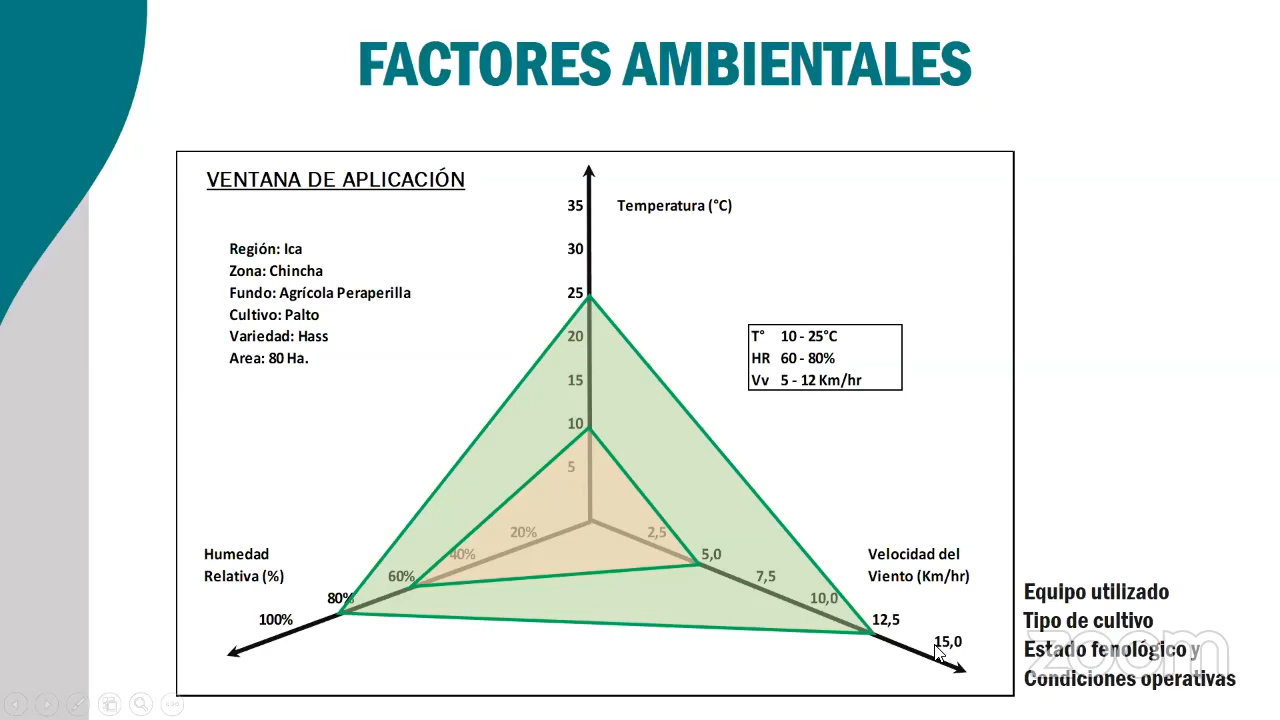 FACTORES AMBIENTALES
VENTANA DE APLICACIÓN
Región: Ica
Zona: Chincha
Fundo: Agrícola Peraperilla
Cultivo: Palto
Variedad: Hass
Area: 80 Ha.
35
Temperatura (°C)
30
25
20
15
10
5
T° 10 - 25°C
HR 60 - 80%
Vv 5 - 12 Km/hr
20%
40%
60%
80%
100%
Humedad
Relativa (%)
2,5
5,0
7,5
10,0
12,5
15,0
Velocidad del
Viento (Km/hr)
Equipo utilizado
Tipo de cultivo
Estado fenológico y
Condiciones operativas
zoom